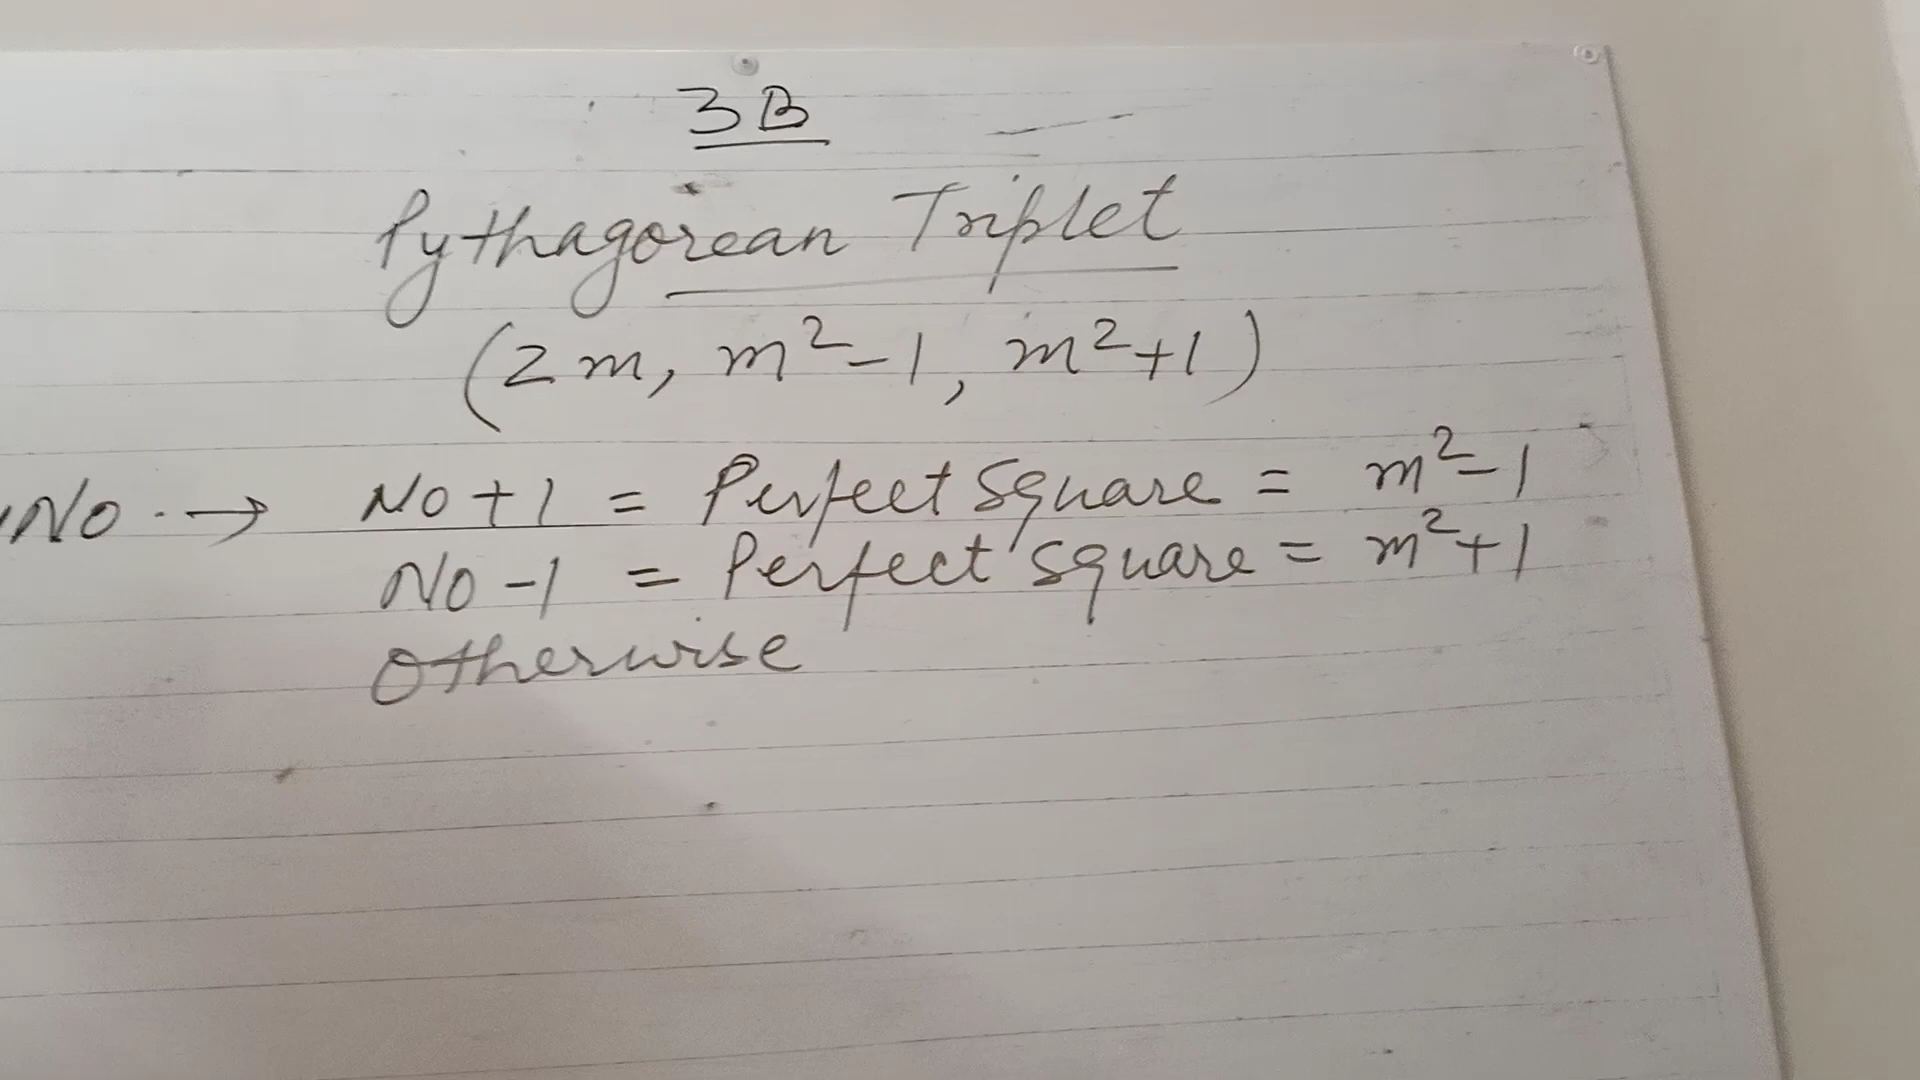 3B
Pythagorean Triplet
(2m, m²-1, m²+1)
No. → No+1 = Perfect Square = m²-1
No-1 = Perfect square = m²+1
Otherwise